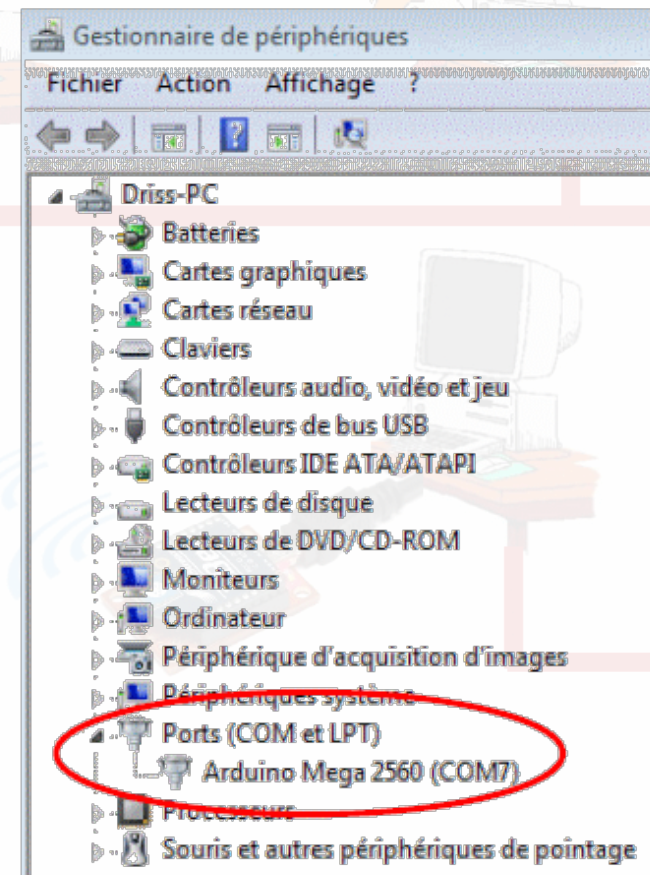 Gestionnaire de périphériques
Fichier Action Affichage ?
Driss-PC
Batteries
Cartes graphiques
Cartes réseau
Claviers
Contrôleurs audio, vidéo et jeu
Contrôleurs de bus USB
Contrôleurs IDE ATA/ATAPI
Lecteurs de disque
Lecteurs de DVD/CD-ROM
Moniteurs
Ordinateur
Périphérique d'acquisition d'images
Périphériques système
Ports (COM et LPT)
Arduino Mega 2560 (COM7)
Processeurs
Souris et autres périphériques de pointage